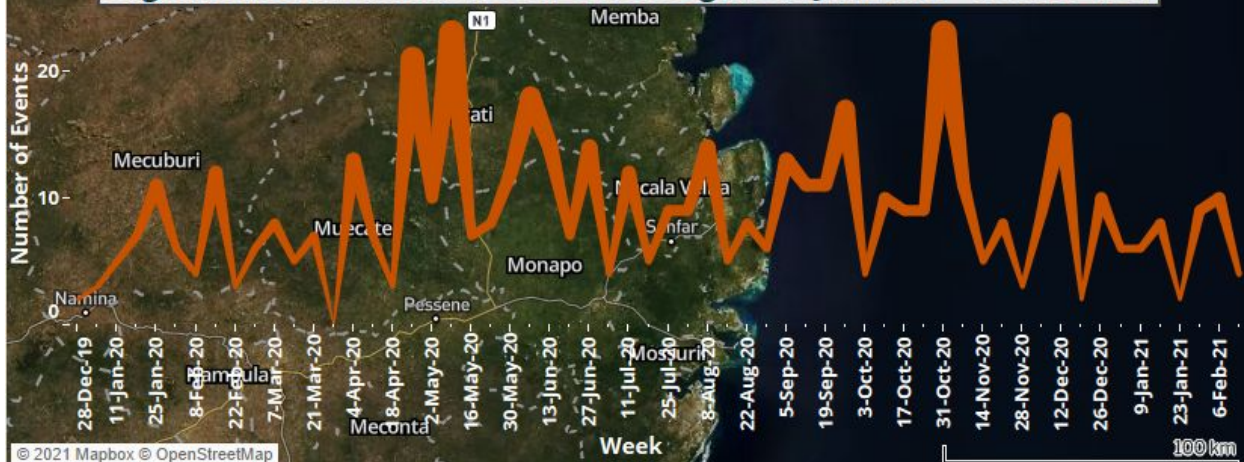 N1
Memba
Number of Events
20
10
0
Mecuburi
ati
Nacala Velha
Muecate
Sanfar
Monapo
Namina
Pessene
Mossuril
Nampula
Meconta
28-Dec-19
11-Jan-20
25-Jan-20
8-Feb-20
22-Feb-20
7-Mar-20
21-Mar-20
4-Apr-20
18-Apr-20
2-May-20
16-May-20
30-May-20
13-Jun-20
27-Jun-20
11-Jul-20
25-Jul-20
8-Aug-20
22-Aug-20
5-Sep-20
19-Sep-20
3-Oct-20
17-Oct-20
31-Oct-20
14-Nov-20
28-Nov-20
12-Dec-20
26-Dec-20
9-Jan-21
23-Jan-21
6-Feb-21
Week
100 km
© 2021 Mapbox © OpenStreetMap